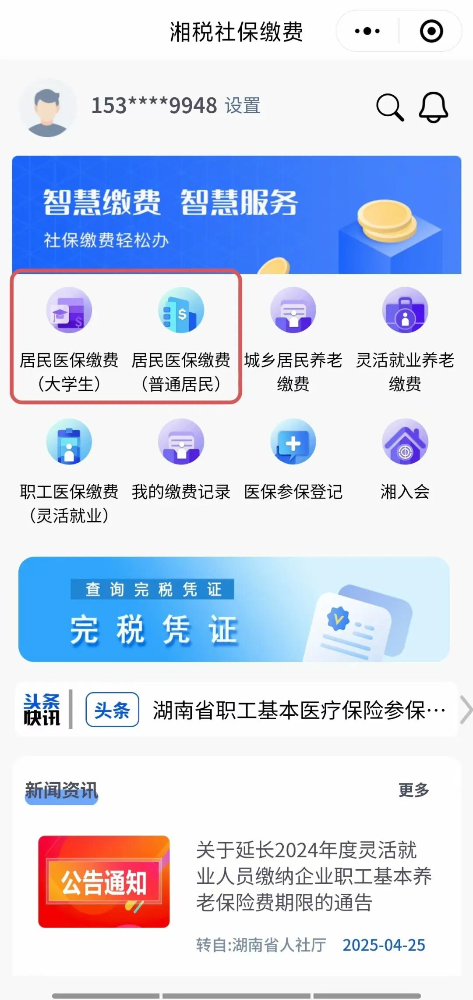 湘税社保缴费
153****9948 设置
智慧缴费 智慧服务
社保缴费轻松办
居民医保缴费
（大学生）
居民医保缴费
（普通居民）
城乡居民养老
缴费
灵活就业养老
缴费
职工医保缴费
（灵活就业）
我的缴费记录
医保参保登记
湘入会
查询完税凭证
完税凭证
头条
快讯
头条
湖南省职工基本医疗保险参保…
新闻资讯
更多
公告通知
关于延长2024年度灵活就
业人员缴纳企业职工基本养
老保险费期限的通告
转自:湖南省人社厅 2025-04-25